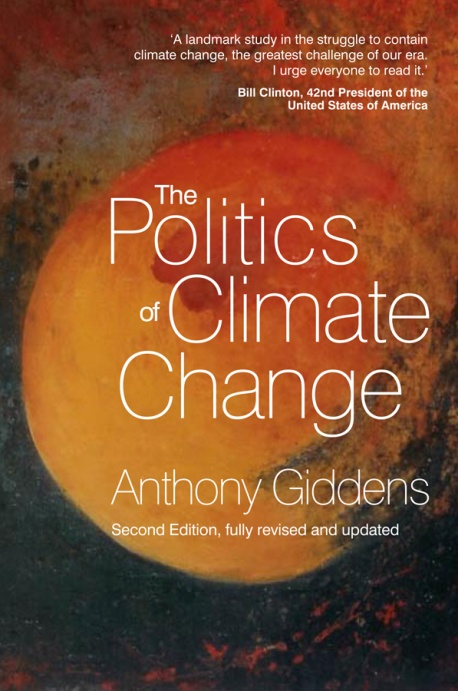 ‘A landmark study in the struggle to contain
climate change, the greatest challenge of our era.
I urge everyone to read it.’
Bill Clinton, 42nd President of the
United States of America
The
Politics
of Climate
Change
Anthony Giddens
Second Edition, fully revised and updated